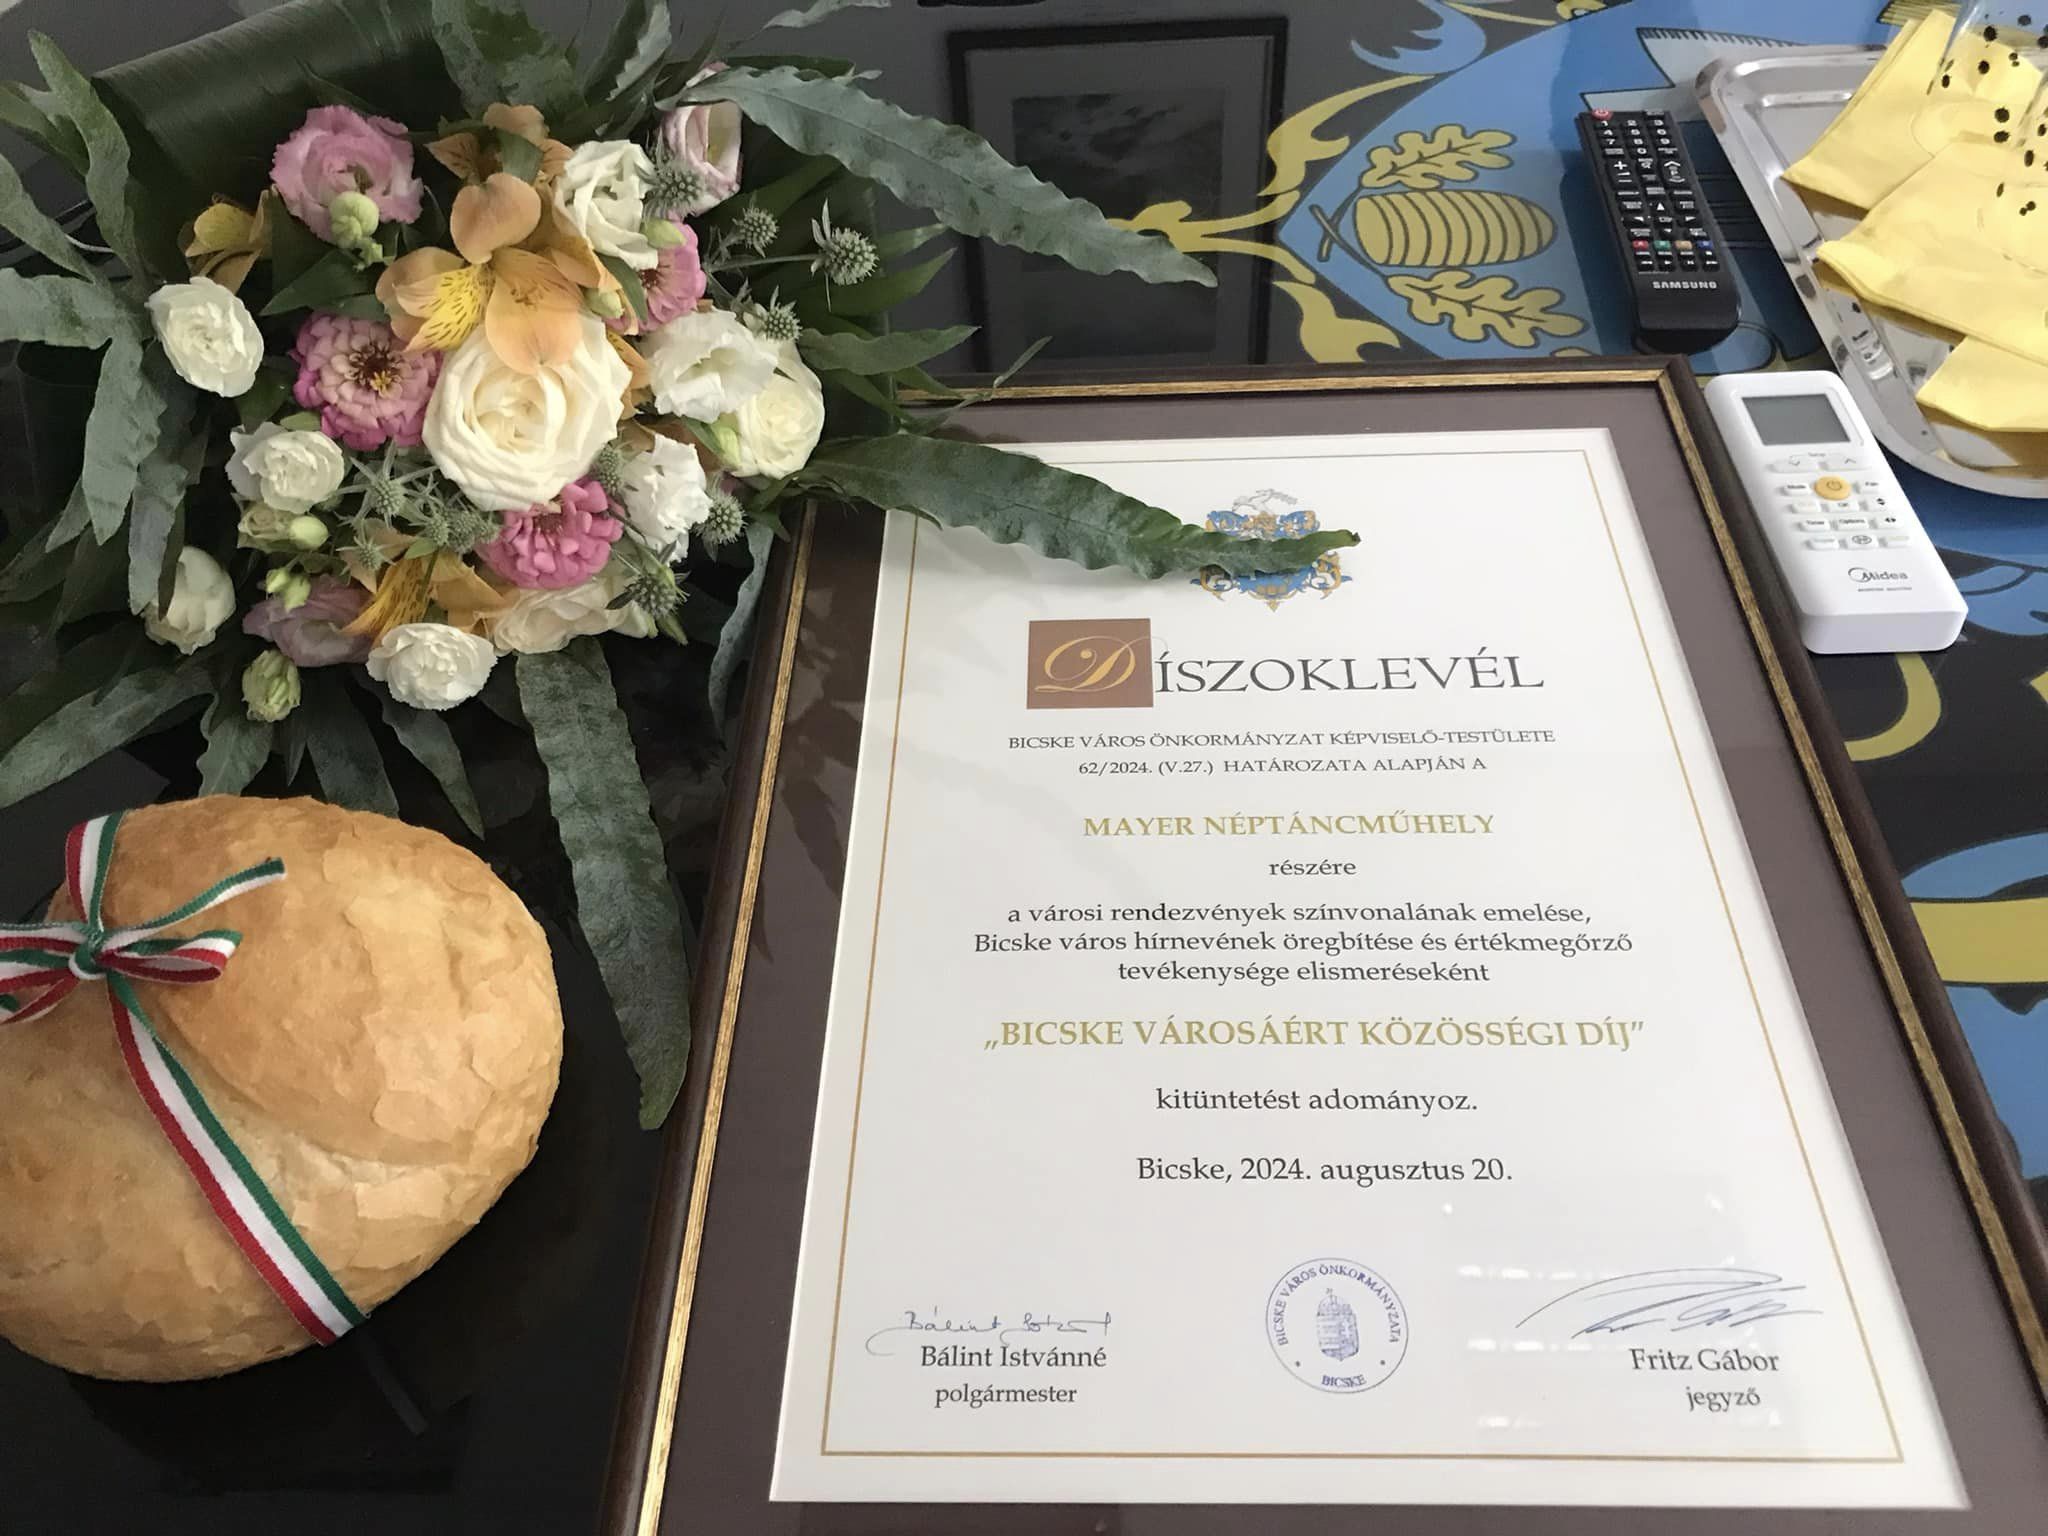 DÍSZOKLEVÉL
BICSKE VÁROS ÖNKORMÁNYZAT KÉPVISELŐ-TESTÜLETE
62/2024. (V.27.) HATÁROZATA ALAPJÁN A
MAYER NÉPTÁNCMŰHELY
részére
a városi rendezvények színvonalának emelése,
Bicske város hírnevének öregbítése és értékmegőrző
tevékenysége elismeréseként
„BICSKE VÁROSÁÉRT KÖZÖSSÉGI DÍJ”
kitüntetést adományoz.
Bicske, 2024. augusztus 20.
Bálint Istvánné
polgármester
BICSKE VÁROS ÖNKORMÁNYZATA
BICSKE
Fritz Gábor
jegyző
SAMSUNG
Midea